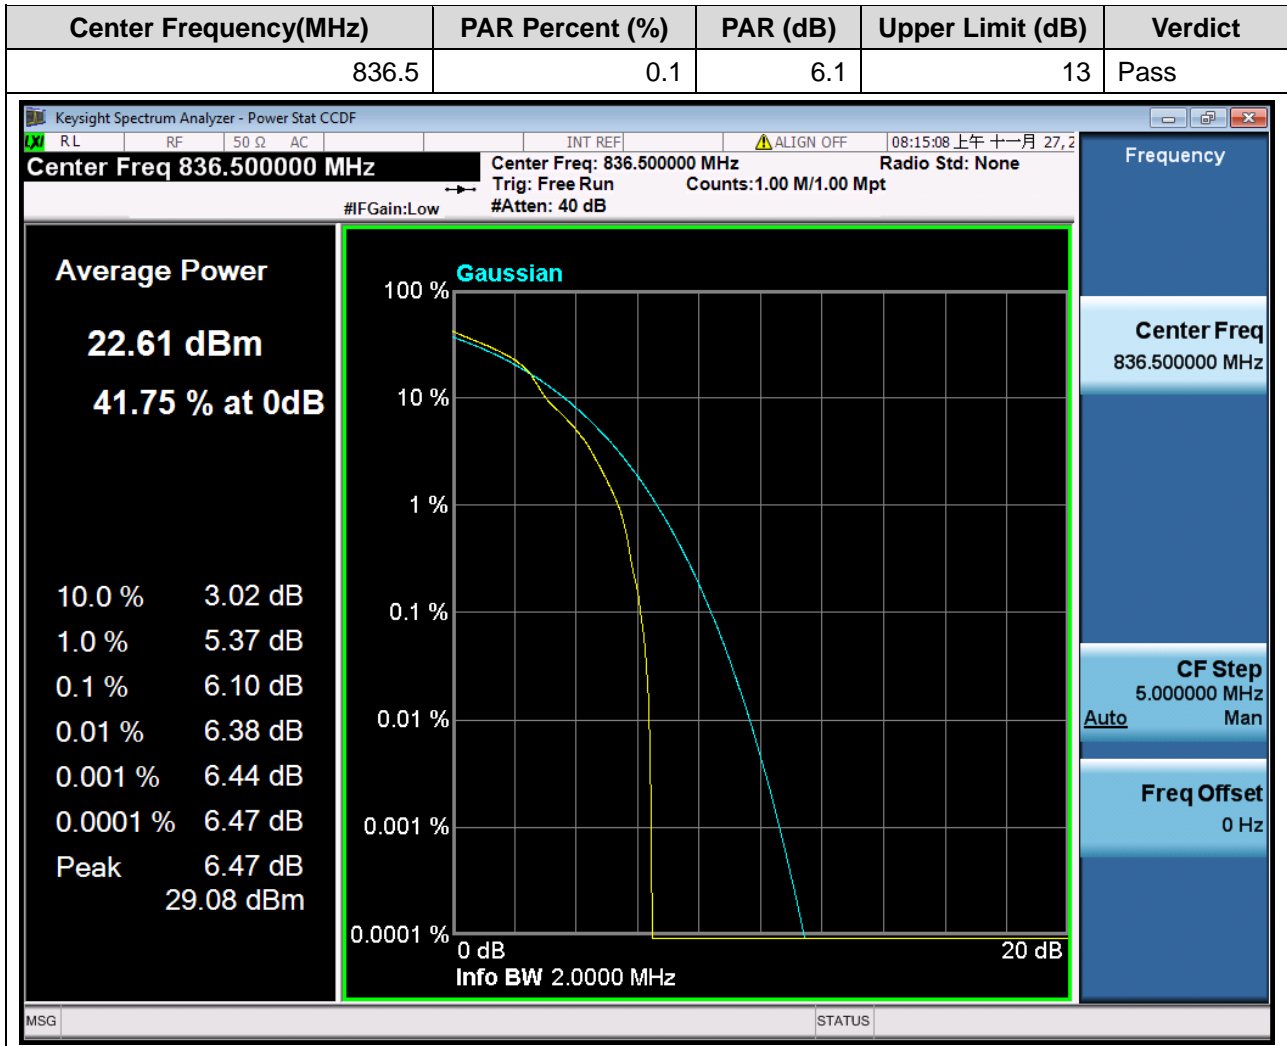 Center Frequency(MHz) PAR Percent (%) PAR (dB) Upper Limit (dB) Verdict
836.5 0.1 6.1 13 Pass
Keysight Spectrum Analyzer - Power Stat CCDF
LXI RL RF 50 Ω AC INT REF ALIGN OFF 08:15:08 上午 十一月 27, 2
Center Freq 836.500000 MHz
Center Freq: 836.500000 MHz Radio Std: None
Trig: Free Run Counts:1.00 M/1.00 Mpt
#IFGain:Low #Atten: 40 dB
Average Power
22.61 dBm
41.75 % at 0dB
10.0 % 3.02 dB
1.0 % 5.37 dB
0.1 % 6.10 dB
0.01 % 6.38 dB
0.001 % 6.44 dB
0.0001 % 6.47 dB
Peak 6.47 dB
29.08 dBm
Gaussian
100 %
10 %
1 %
0.1 %
0.01 %
0.001 %
0.0001 %
0 dB 20 dB
Info BW 2.0000 MHz
Frequency
Center Freq
836.500000 MHz
CF Step
5.000000 MHz
Auto Man
Freq Offset
0 Hz
MSG STATUS